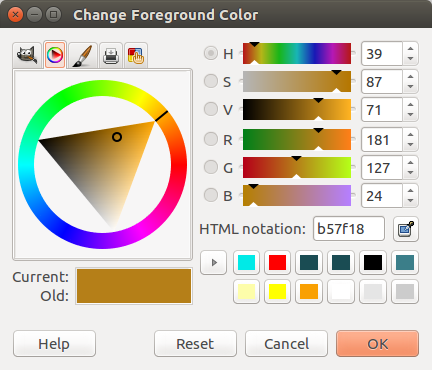 Change Foreground Color
H 39
S 87
V 71
R 181
G 127
B 24
HTML notation: b57f18
Current:
Old:
Help Reset Cancel OK